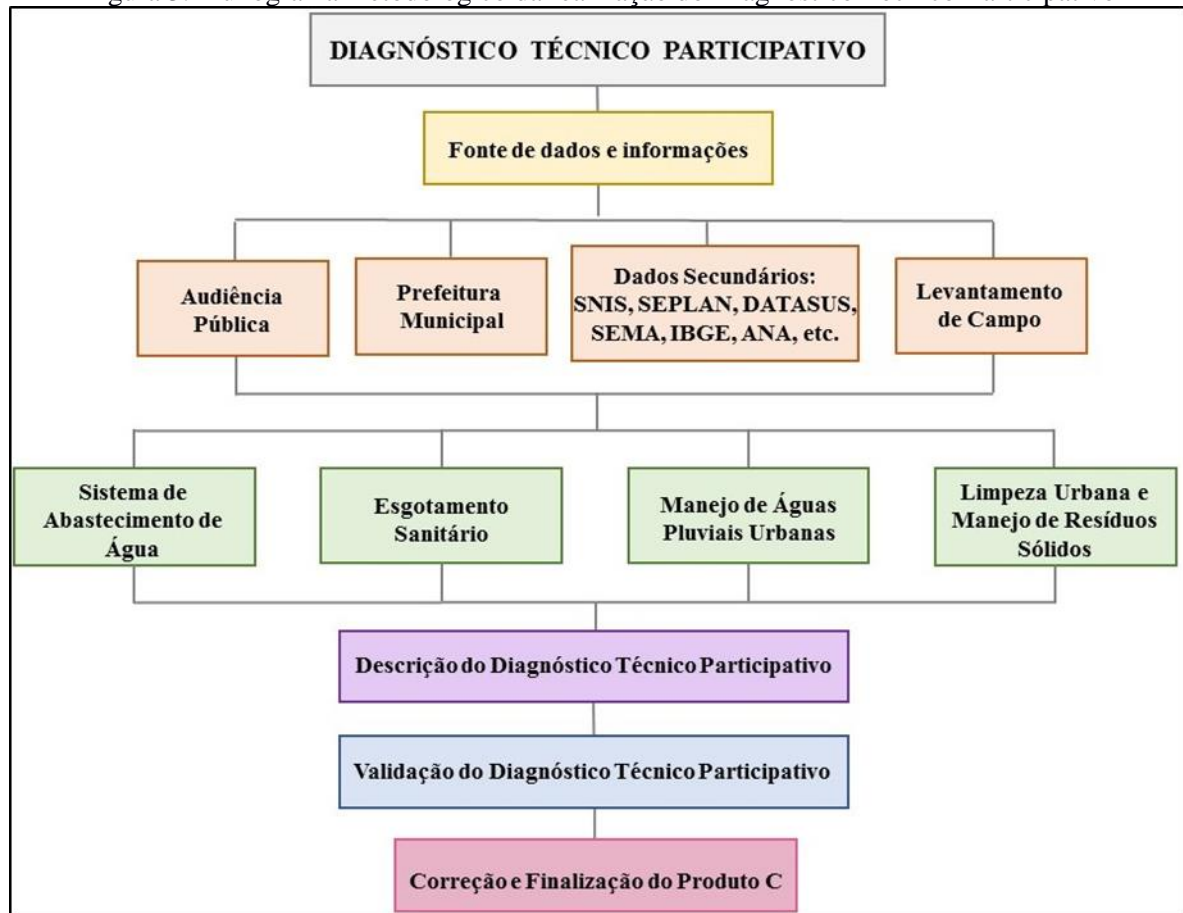 DIAGNÓSTICO TÉCNICO PARTICIPATIVO
Fonte de dados e informações
Audiência
Pública
Prefeitura
Municipal
Dados Secundários:
SNIS, SEPLAN, DATASUS,
SEMA, IBGE, ANA, etc.
Levantamento
de Campo
Sistema de
Abastecimento de
Água
Esgotamento
Sanitário
Manejo de Águas
Pluviais Urbanas
Limpeza Urbana e
Manejo de Resíduos
Sólidos
Descrição do Diagnóstico Técnico Participativo
Validação do Diagnóstico Técnico Participativo
Correção e Finalização do Produto C